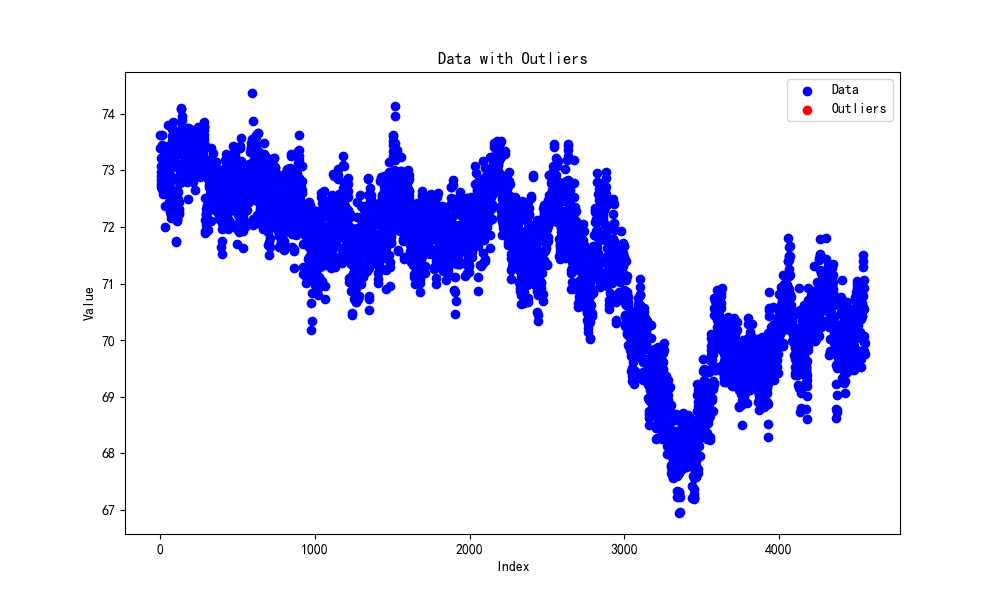 Data with Outliers
Data
Outliers
74
73
72
71
70
69
68
67
Value
0
1000
2000
3000
4000
Index